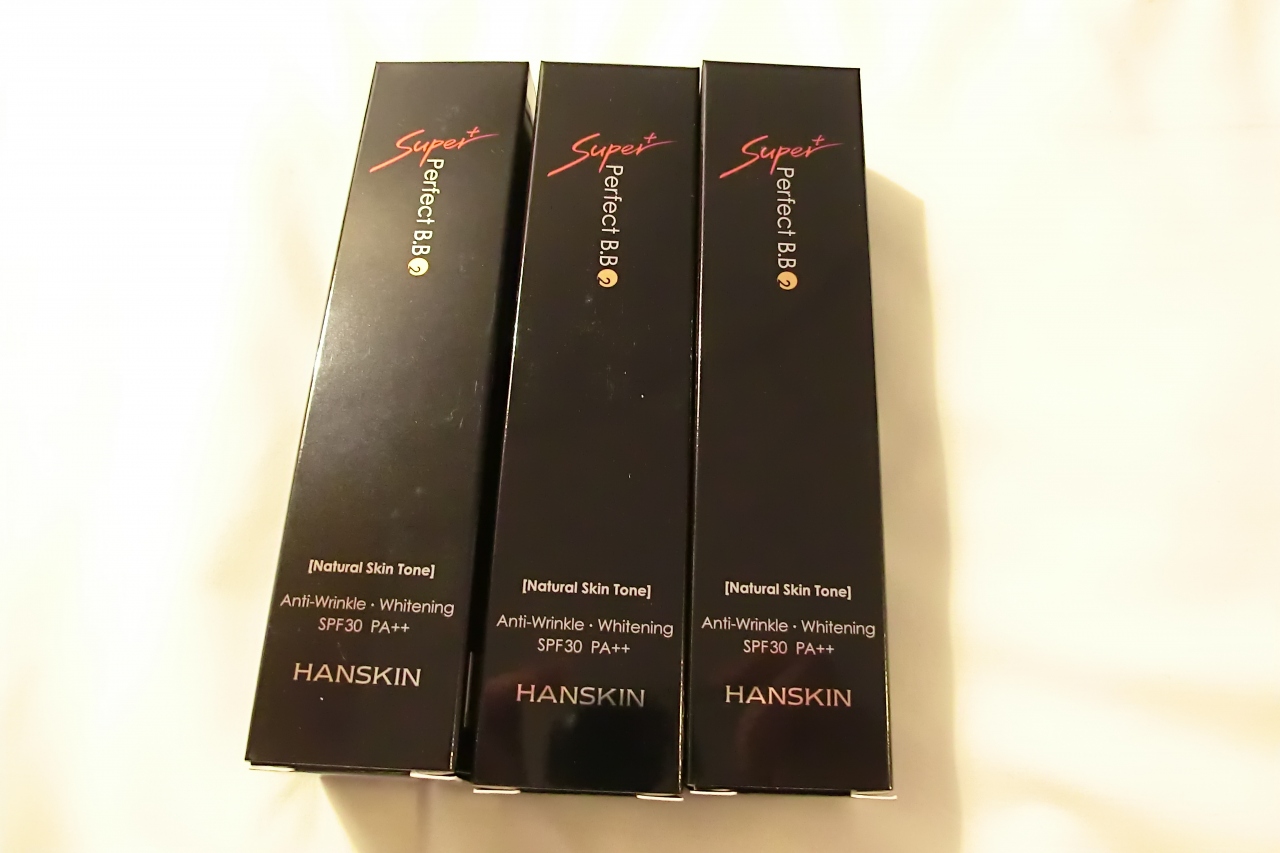 Super+
Perfect B.B 2
[Natural Skin Tone]
Anti-Wrinkle · Whitening
SPF30 PA++
HANSKIN
Super+
Perfect B.B 2
[Natural Skin Tone]
Anti-Wrinkle · Whitening
SPF30 PA++
HANSKIN
Super+
Perfect B.B 2
[Natural Skin Tone]
Anti-Wrinkle · Whitening
SPF30 PA++
HANSKIN